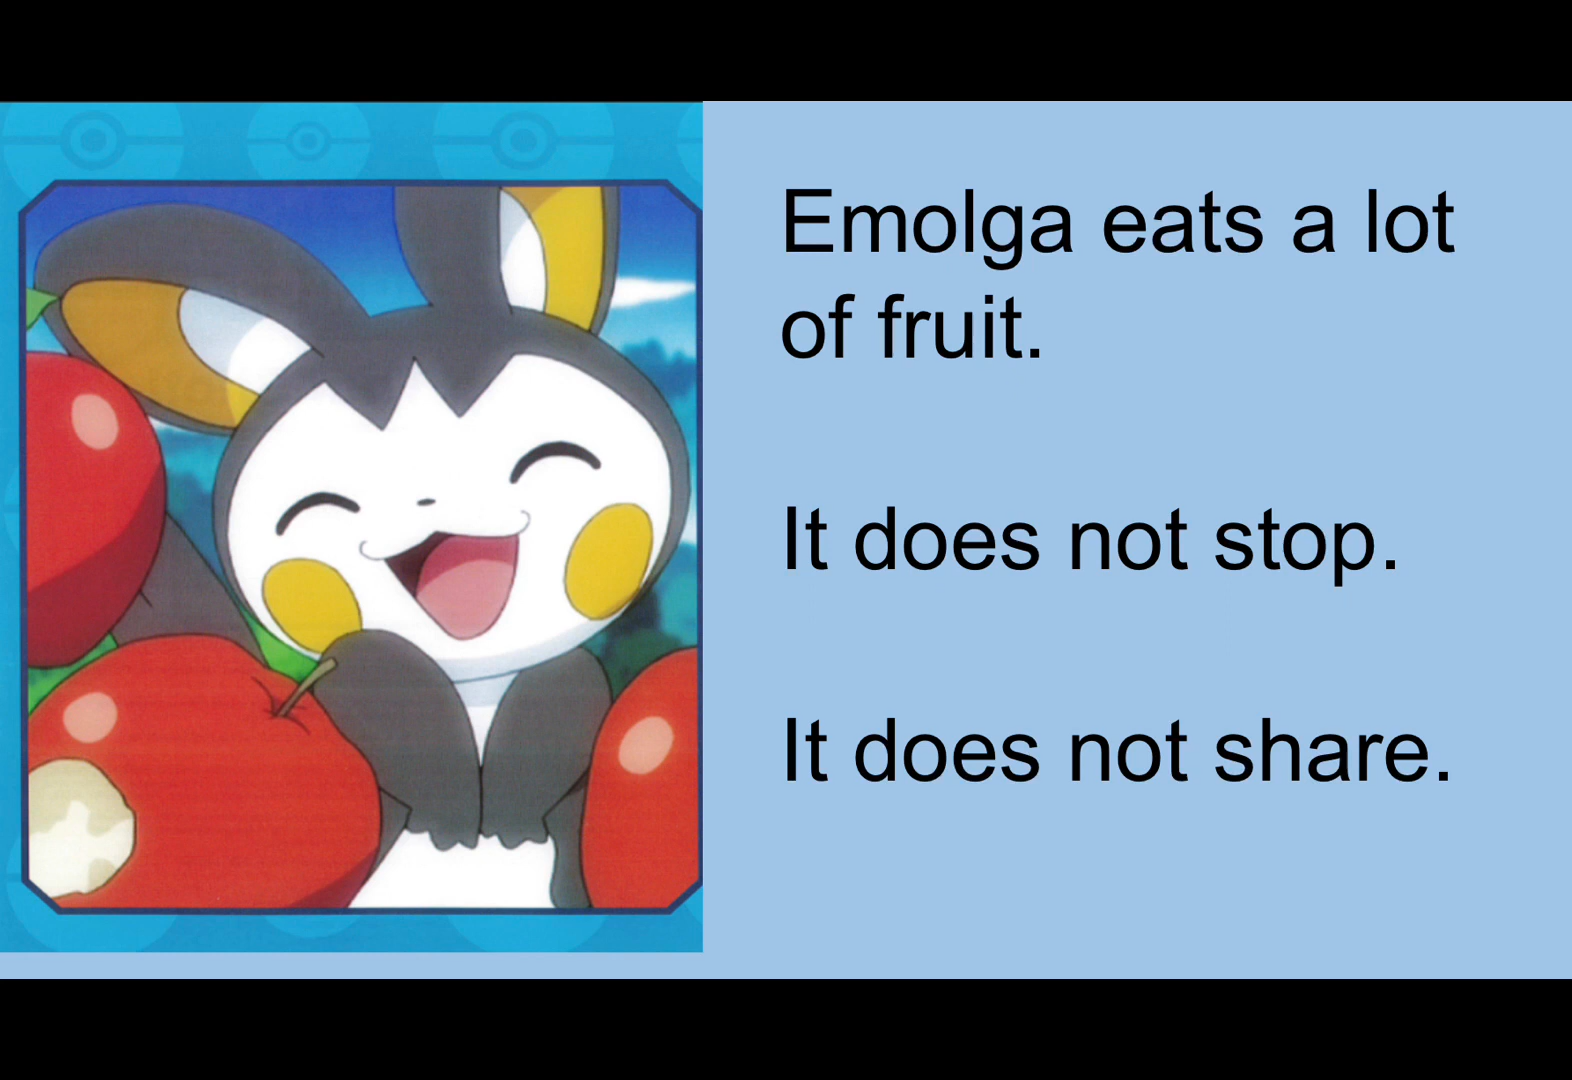 Emolga eats a lot
of fruit.
It does not stop.
It does not share.